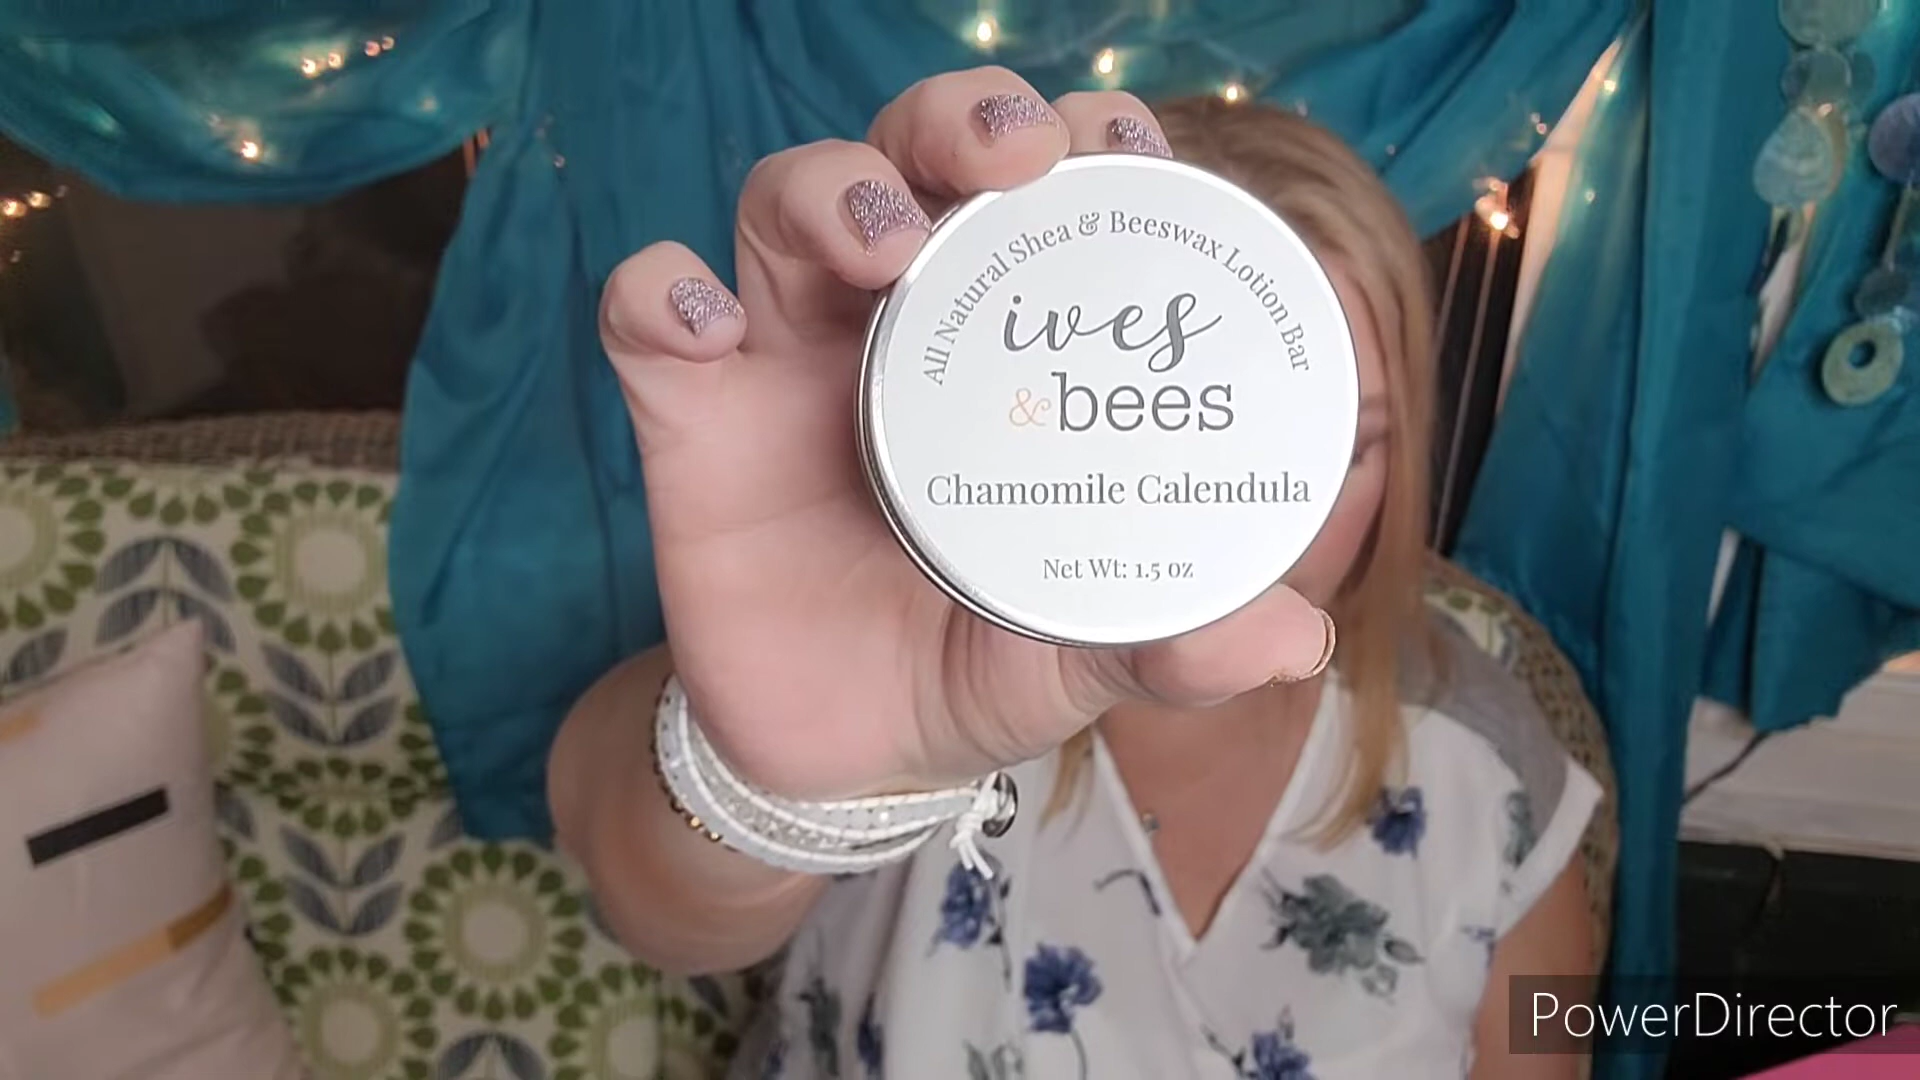 All Natural Shea & Beeswax Lotion Bar
ives
&bees
Chamomile Calendula
Net Wt: 1.5 oz
PowerDirector